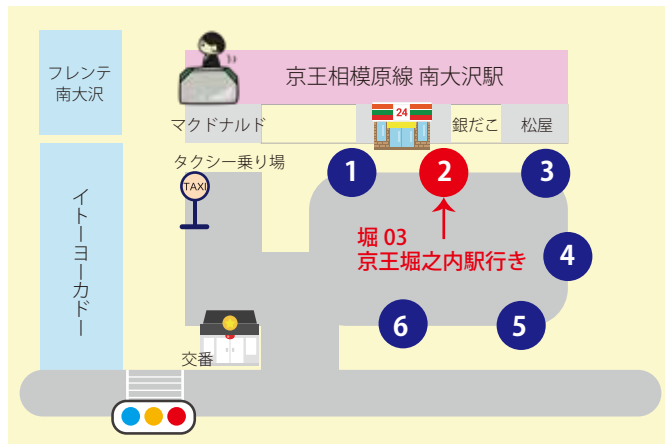 フレンテ
南大沢
京王相模原線 南大沢駅
マクドナルド
24
銀だこ
松屋
タクシー乗り場
TAXI
1
2
3
堀 03
京王堀之内駅行き
4
イトーヨーカドー
6
5
交番